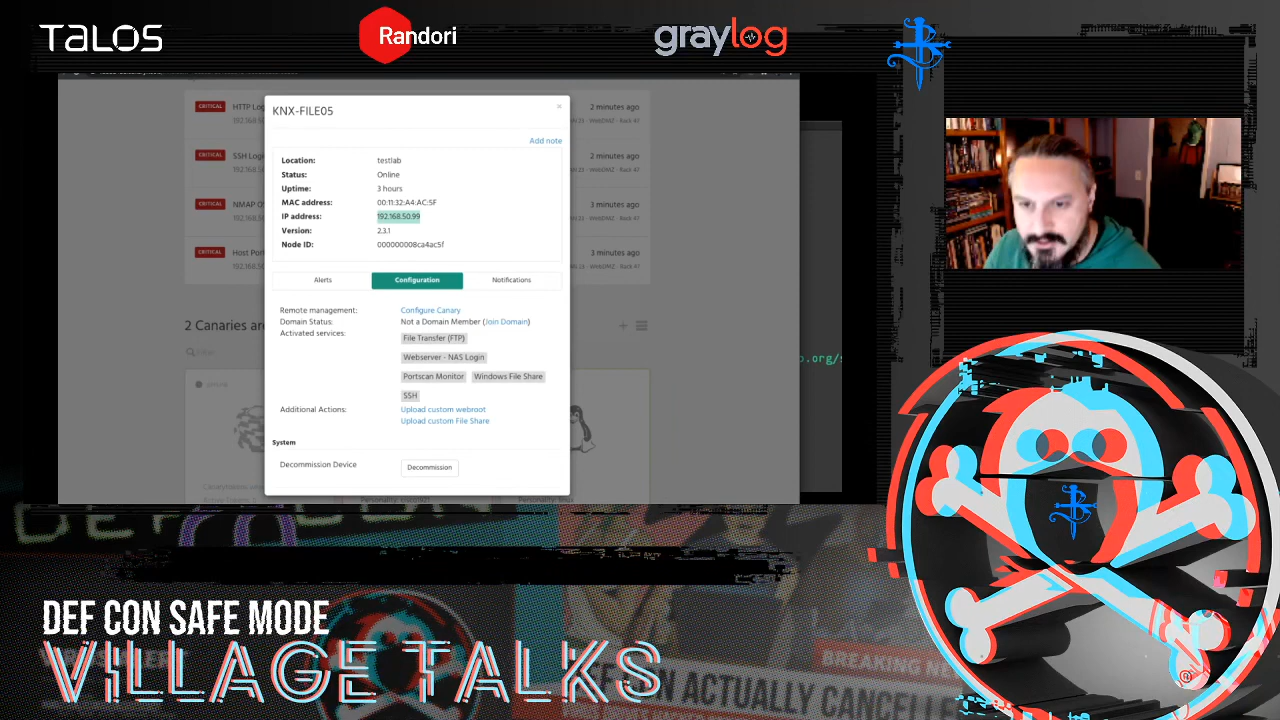 TALOS
Randori
graylog
CRITICAL
HTTP Log
2 minutes ago
CRITICAL
SSH Login
2 minutes ago
CRITICAL
NMAP OS
3 minutes ago
CRITICAL
Host Por
3 minutes ago
2 Canaries are
KNX-FILE05
×
Add note
Location: testlab
Status: Online
Uptime: 3 hours
MAC address: 00:11:32:A4:AC:5F
IP address: 192.168.50.99
Version: 2.3.1
Node ID: 000000008ca4ac5f
Alerts Configuration Notifications
Remote management: Configure Canary
Domain Status: Not a Domain Member (Join Domain)
Activated services:
File Transfer (FTP)
Webserver - NAS Login
Portscan Monitor Windows File Share
SSH
Additional Actions: Upload custom webroot
Upload custom File Share
System
Decommission Device Decommission
.org/
DEF CON SAFE MODE
VILLAGE TALKS
BREAKING NE
ACTUALLY CANCELLE